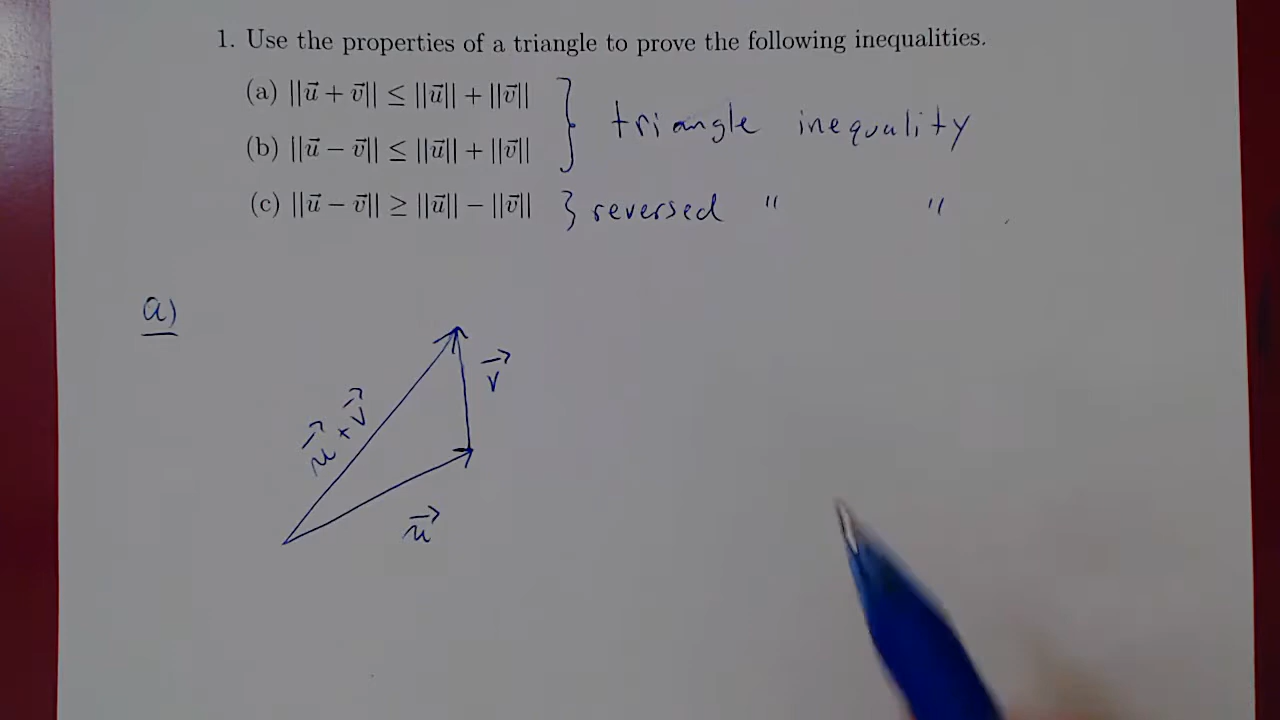 1. Use the properties of a triangle to prove the following inequalities.
(a) ||u⃗ + v⃗|| ≤ ||u⃗|| + ||v⃗||
(b) ||u⃗ − v⃗|| ≤ ||u⃗|| + ||v⃗||
} triangle inequality
(c) ||u⃗ − v⃗|| ≥ ||u⃗|| − ||v⃗|| } reversed " "
a)
v⃗
u⃗ + v⃗
u⃗